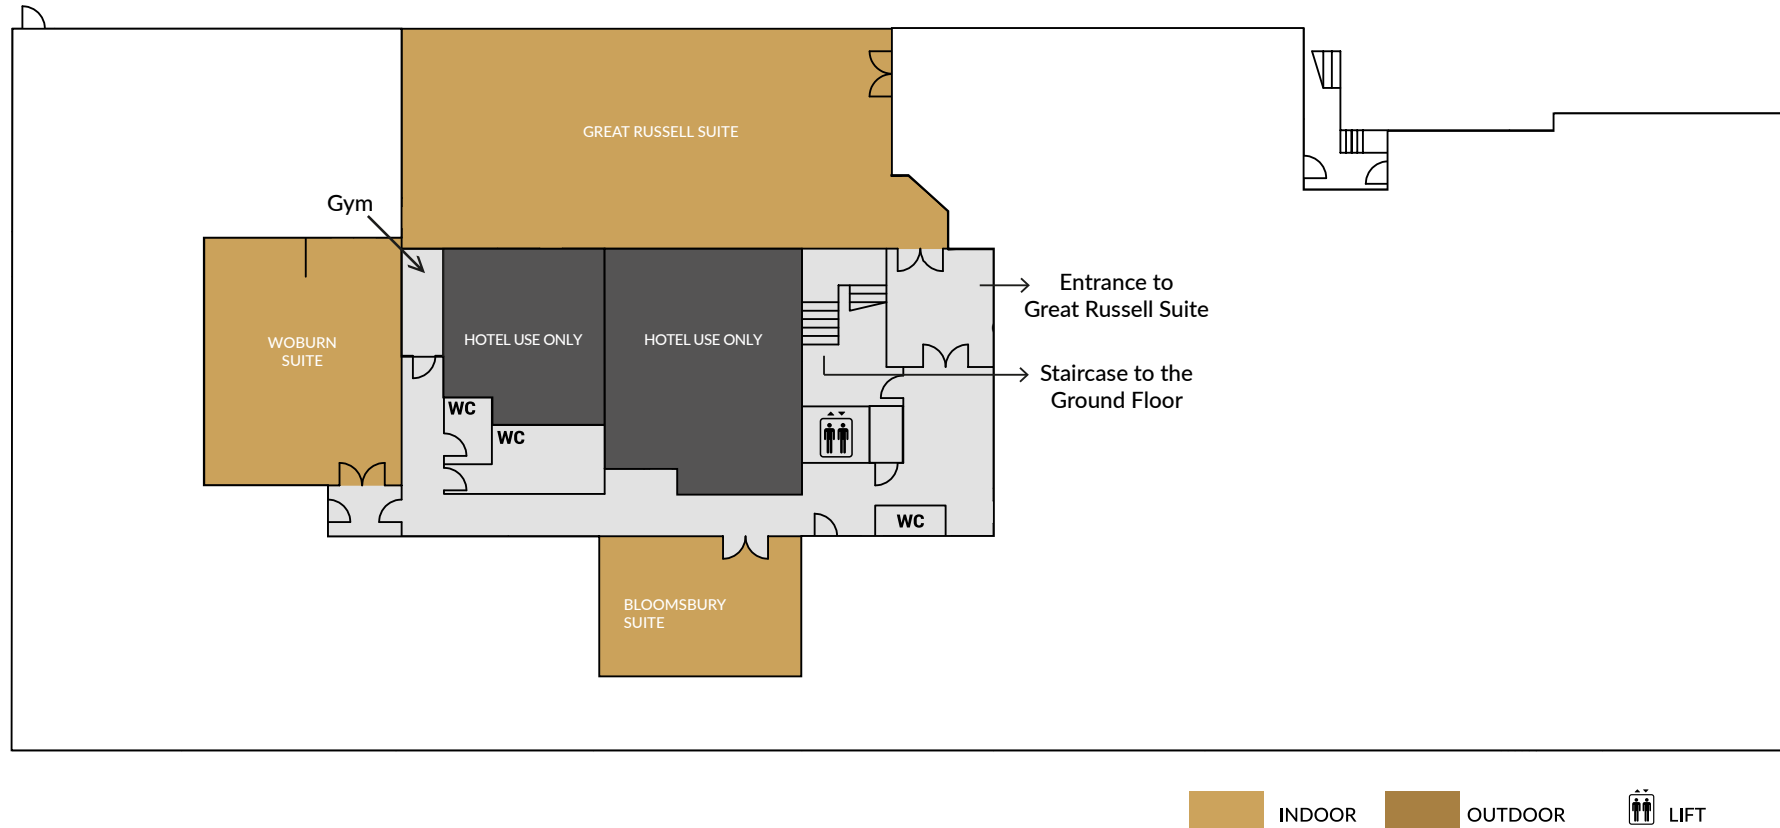 GREAT RUSSELL SUITE
Gym
Entrance to
Great Russell Suite
WOBURN
SUITE
HOTEL USE ONLY
HOTEL USE ONLY
Staircase to the
Ground Floor
WC
WC
WC
BLOOMSBURY
SUITE
INDOOR
OUTDOOR
LIFT